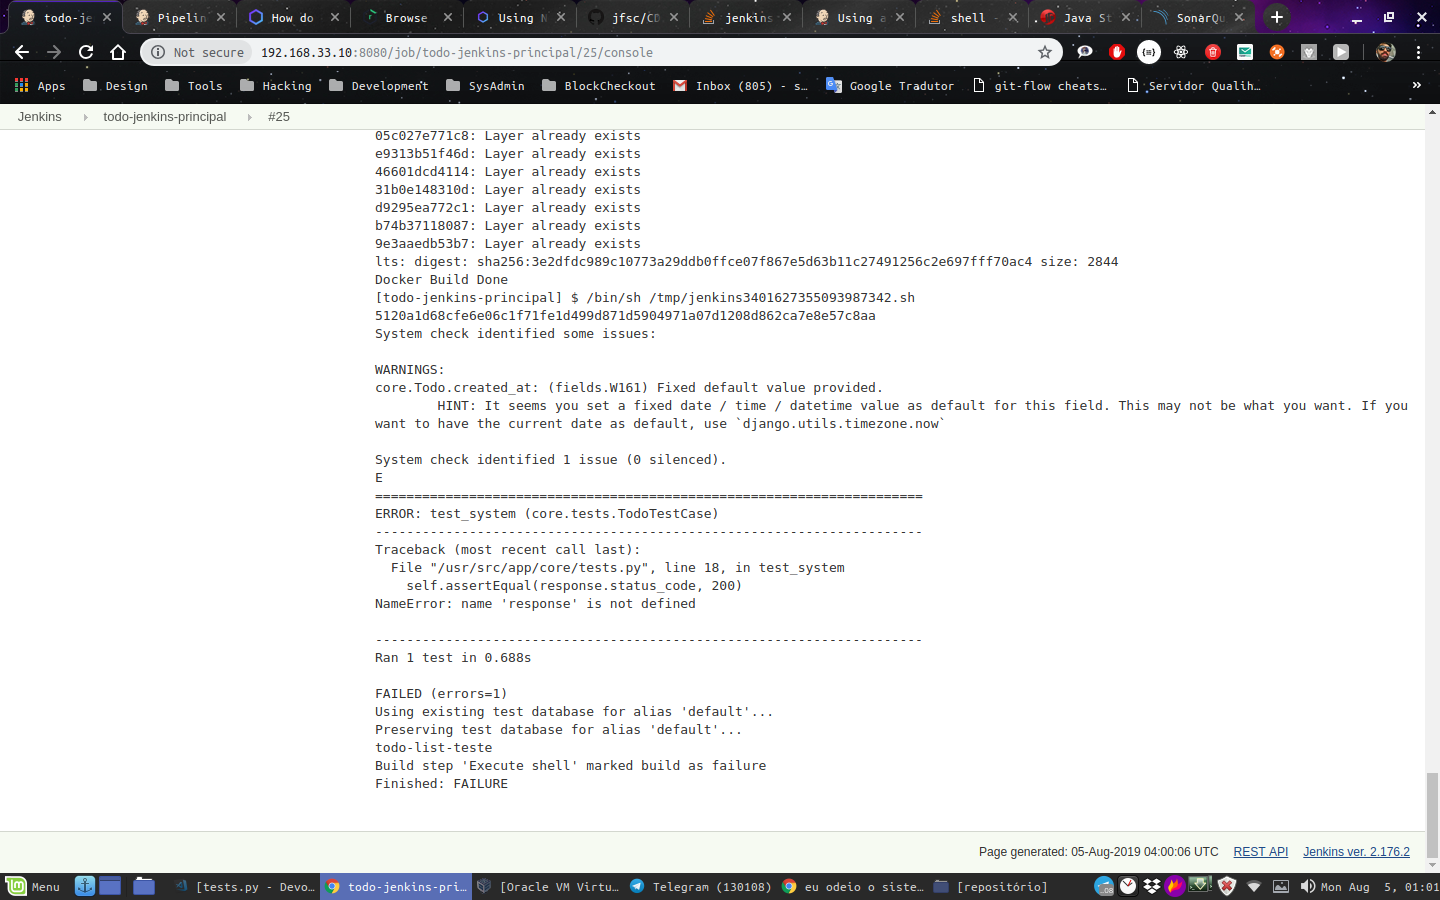 todo-je
Pipelin
How do
Browse
Using N
jfsc/CD
jenkins
Using a
shell -
Java St
SonarQu
Not secure
192.168.33.10:8080/job/todo-jenkins-principal/25/console
Apps
Design
Tools
Hacking
Development
SysAdmin
BlockCheckout
Inbox (805) - s...
Google Tradutor
git-flow cheats...
Servidor Qualih...
»
Jenkins
todo-jenkins-principal
#25
05c027e771c8: Layer already exists
e9313b51f46d: Layer already exists
46601dcd4114: Layer already exists
31b0e148310d: Layer already exists
d9295ea772c1: Layer already exists
b74b37118087: Layer already exists
9e3aaedb53b7: Layer already exists
lts: digest: sha256:3e2dfdc989c10773a29ddb0ffce07f867e5d63b11c27491256c2e697fff70ac4 size: 2844
Docker Build Done
[todo-jenkins-principal] $ /bin/sh /tmp/jenkins3401627355093987342.sh
5120a1d68cfe6e06c1f71fe1d499d871d5904971a07d1208d862ca7e8e57c8aa
System check identified some issues:
WARNINGS:
core.Todo.created_at: (fields.W161) Fixed default value provided.
HINT: It seems you set a fixed date / time / datetime value as default for this field. This may not be what you want. If you
want to have the current date as default, use `django.utils.timezone.now`
System check identified 1 issue (0 silenced).
E
======================================================================
ERROR: test_system (core.tests.TodoTestCase)
----------------------------------------------------------------------
Traceback (most recent call last):
File "/usr/src/app/core/tests.py", line 18, in test_system
self.assertEqual(response.status_code, 200)
NameError: name 'response' is not defined
----------------------------------------------------------------------
Ran 1 test in 0.688s
FAILED (errors=1)
Using existing test database for alias 'default'...
Preserving test database for alias 'default'...
todo-list-teste
Build step 'Execute shell' marked build as failure
Finished: FAILURE
Page generated: 05-Aug-2019 04:00:06 UTC
REST API
Jenkins ver. 2.176.2
Menu
[tests.py - Devo...
todo-jenkins-pri...
[Oracle VM Virtu...
Telegram (130108)
eu odeio o siste...
[repositório]
Mon Aug  5, 01:01